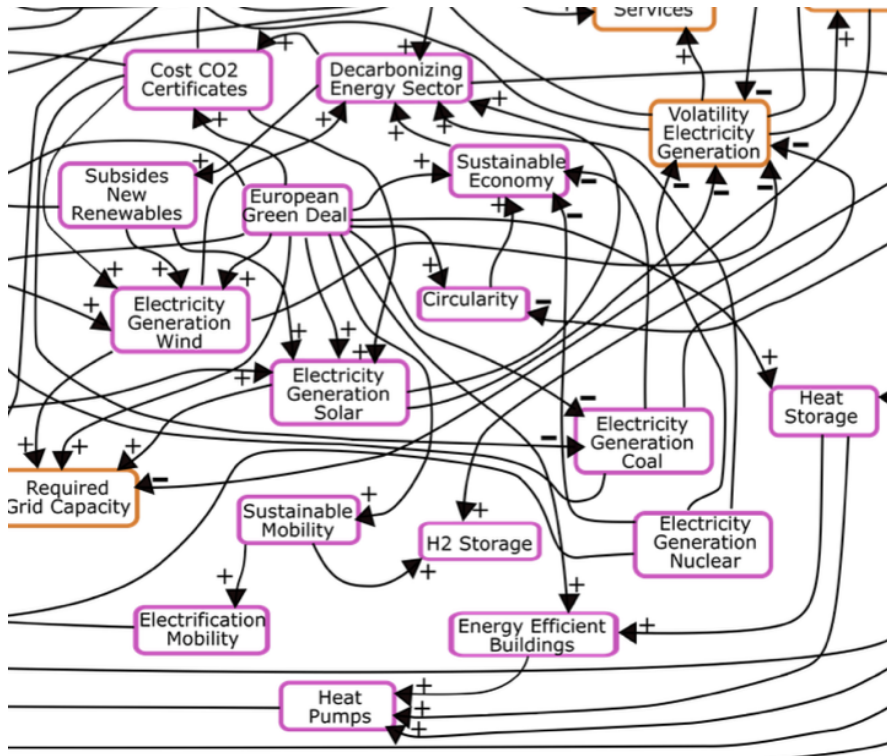 Services
Cost CO2
Certificates
Decarbonizing
Energy Sector
Volatility
Electricity
Generation
Subsides
New
Renewables
European
Green Deal
Sustainable
Economy
Electricity
Generation
Wind
Circularity
Electricity
Generation
Solar
Heat
Storage
Electricity
Generation
Coal
Required
Grid Capacity
Sustainable
Mobility
H2 Storage
Electricity
Generation
Nuclear
Electrification
Mobility
Energy Efficient
Buildings
Heat
Pumps